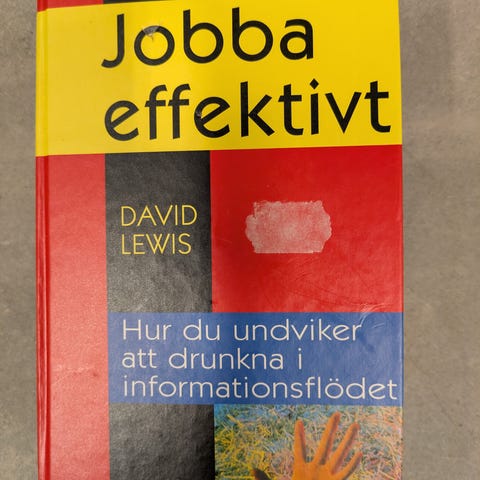 Jobba
effektivt
DAVID
LEWIS
Hur du undviker
att drunkna i
informationsflödet